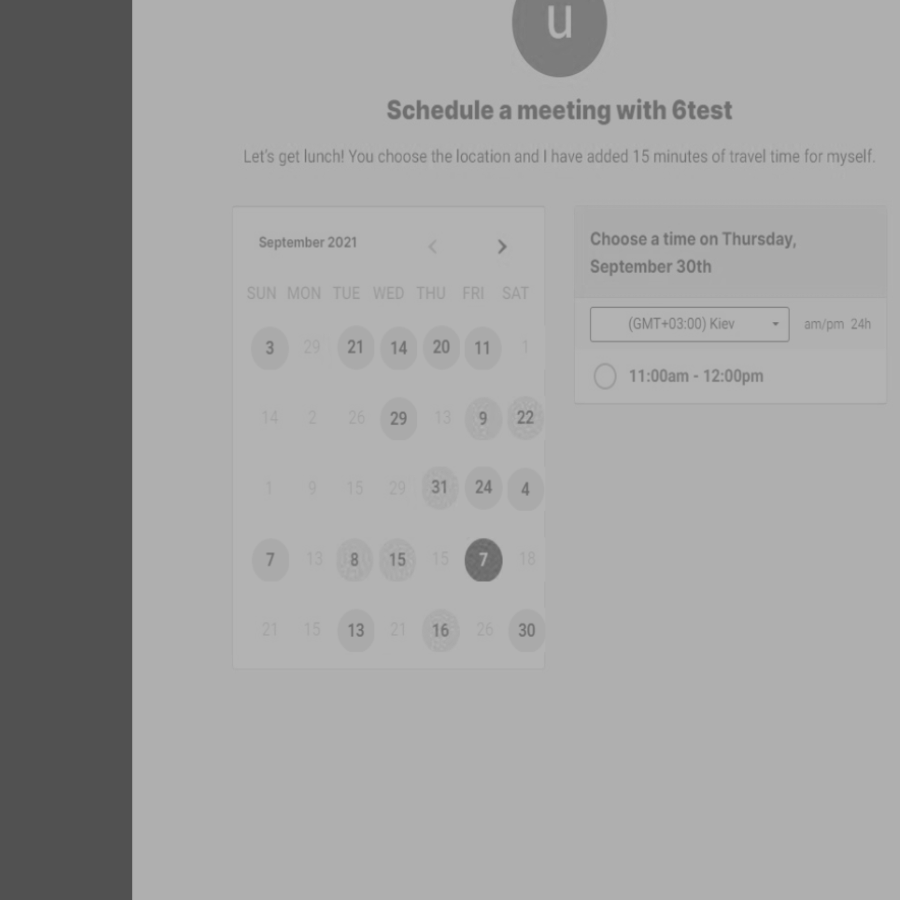 u
Schedule a meeting with 6test
Let's get lunch! You choose the location and I have added 15 minutes of travel time for myself.
September 2021
SUN MON TUE WED THU FRI SAT
3 29 21 14 20 11 1
14 2 26 29 13 9 22
1 9 15 29 31 24 4
7 13 8 15 15 7 18
21 15 13 21 16 26 30
Choose a time on Thursday,
September 30th
(GMT+03:00) Kiev am/pm 24h
11:00am - 12:00pm